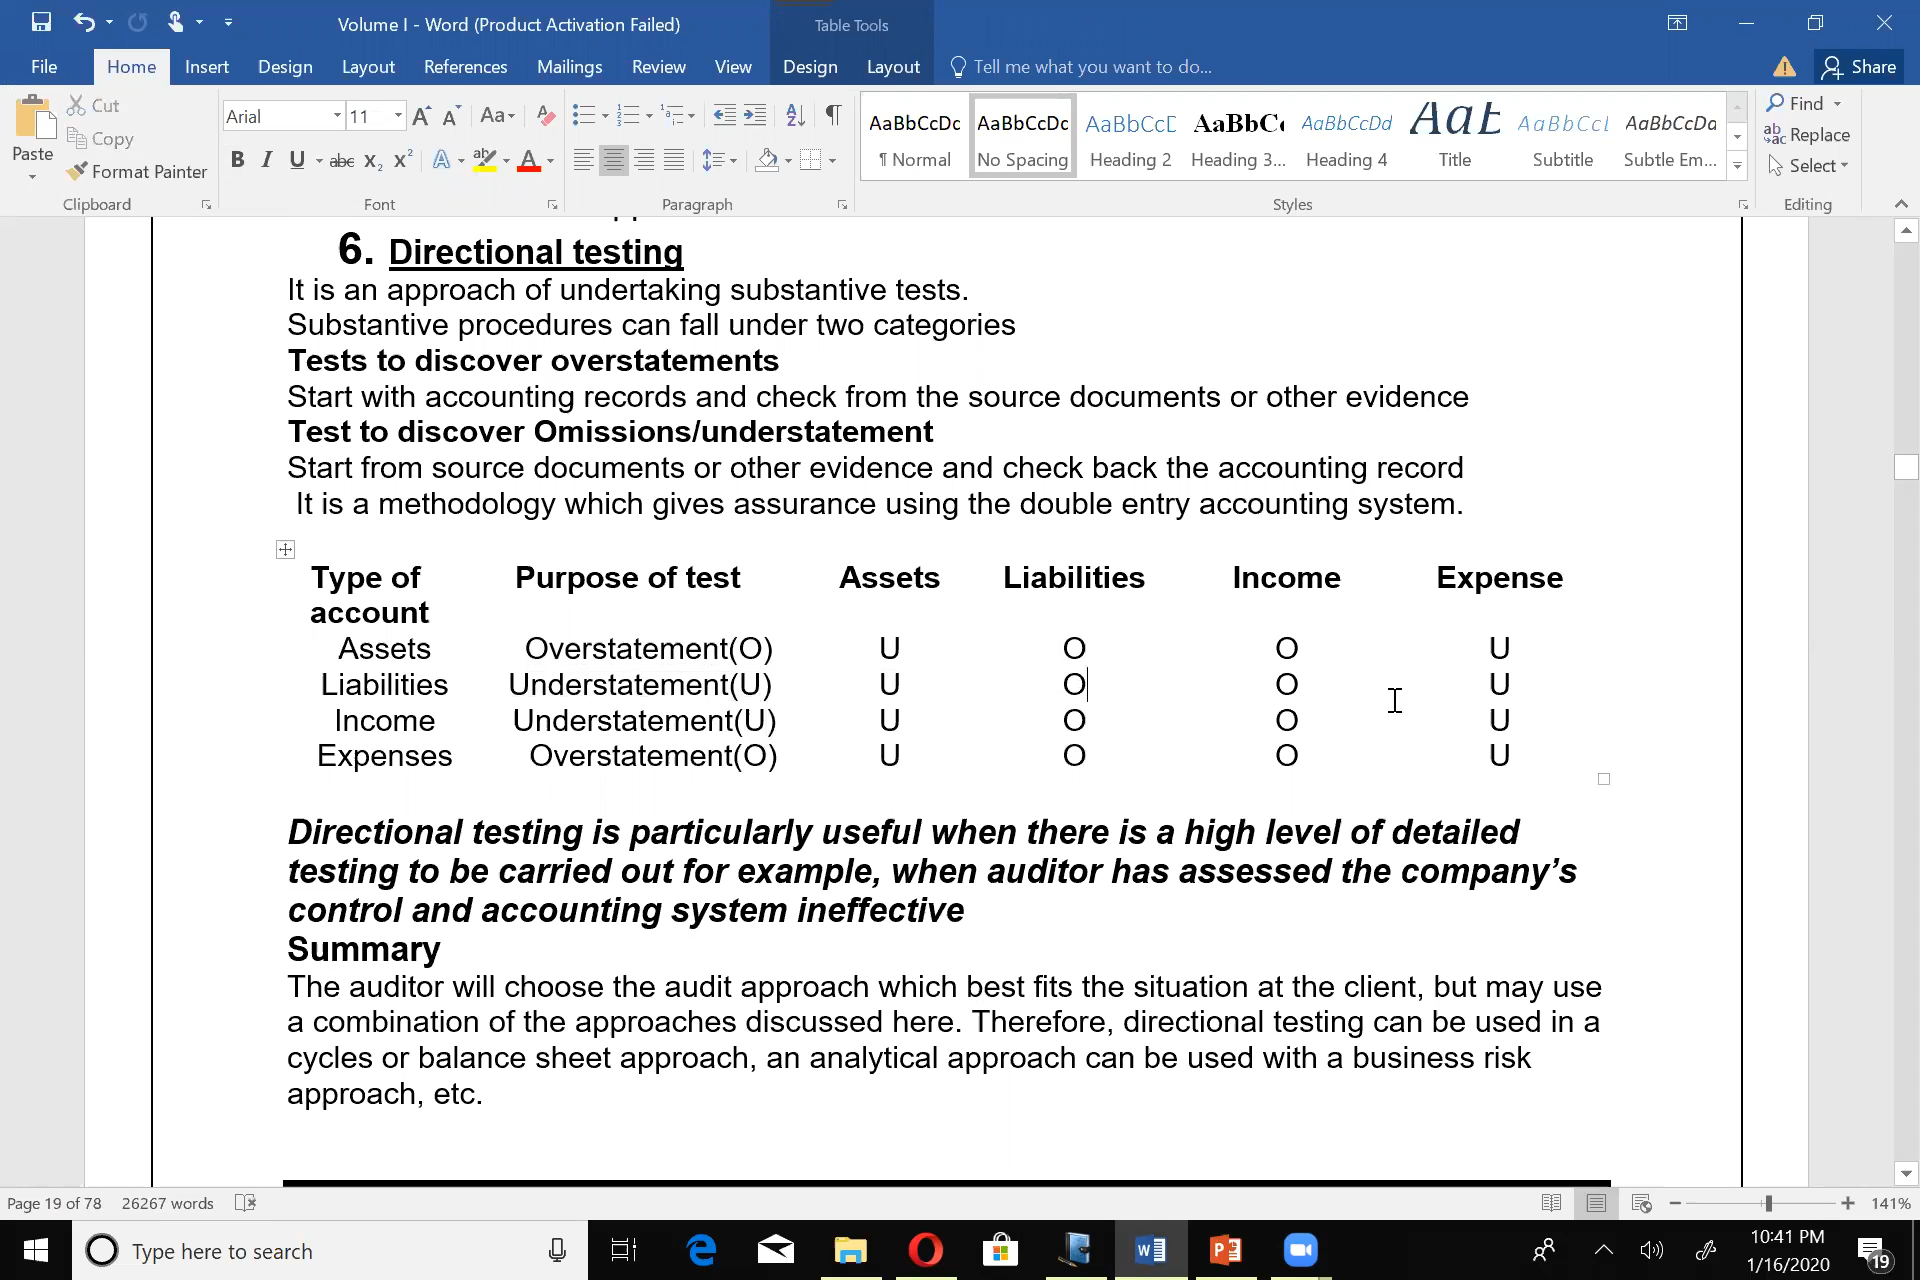 Volume I - Word (Product Activation Failed)
Table Tools
File Home Insert Design Layout References Mailings Review View Design Layout Tell me what you want to do... Share
Paste
Cut
Copy
Format Painter
Clipboard
Arial 11
Font
Paragraph
AaBbCcDc AaBbCcDc AaBbCcD AaBbCc AaBbCcDd AaB AaBbCcD AaBbCcDd
¶ Normal No Spacing Heading 2 Heading 3... Heading 4 Title Subtitle Subtle Em...
Styles
Find
Replace
Select
Editing
6. Directional testing
It is an approach of undertaking substantive tests.
Substantive procedures can fall under two categories
Tests to discover overstatements
Start with accounting records and check from the source documents or other evidence
Test to discover Omissions/understatement
Start from source documents or other evidence and check back the accounting record
It is a methodology which gives assurance using the double entry accounting system.
Type of account Purpose of test Assets Liabilities Income Expense
Assets Overstatement(O) U O O U
Liabilities Understatement(U) U O O U
Income Understatement(U) U O O U
Expenses Overstatement(O) U O O U
Directional testing is particularly useful when there is a high level of detailed
testing to be carried out for example, when auditor has assessed the company’s
control and accounting system ineffective
Summary
The auditor will choose the audit approach which best fits the situation at the client, but may use
a combination of the approaches discussed here. Therefore, directional testing can be used in a
cycles or balance sheet approach, an analytical approach can be used with a business risk
approach, etc.
Page 19 of 78 26267 words 141%
Type here to search
10:41 PM
1/16/2020
19